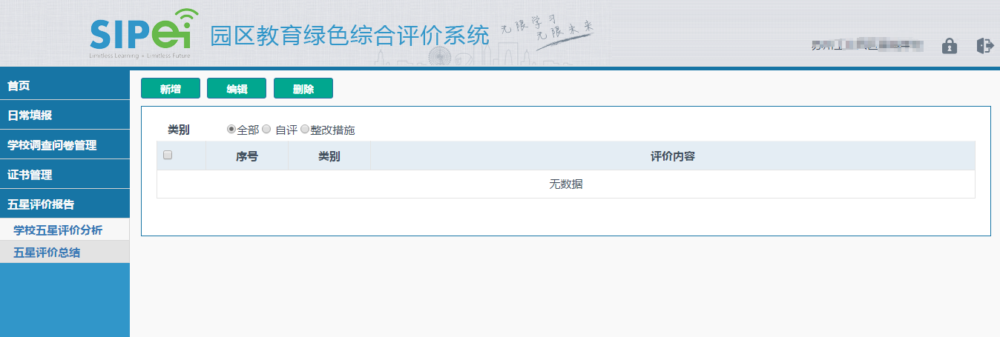 SIPEi
园区教育绿色综合评价系统
无限学习
无限未来
Limitless Learning + Limitless Future
首页
日常填报
学校调查问卷管理
证书管理
五星评价报告
学校五星评价分析
五星评价总结
新增 编辑 删除
类别 全部 自评 整改措施
序号 类别 评价内容
无数据